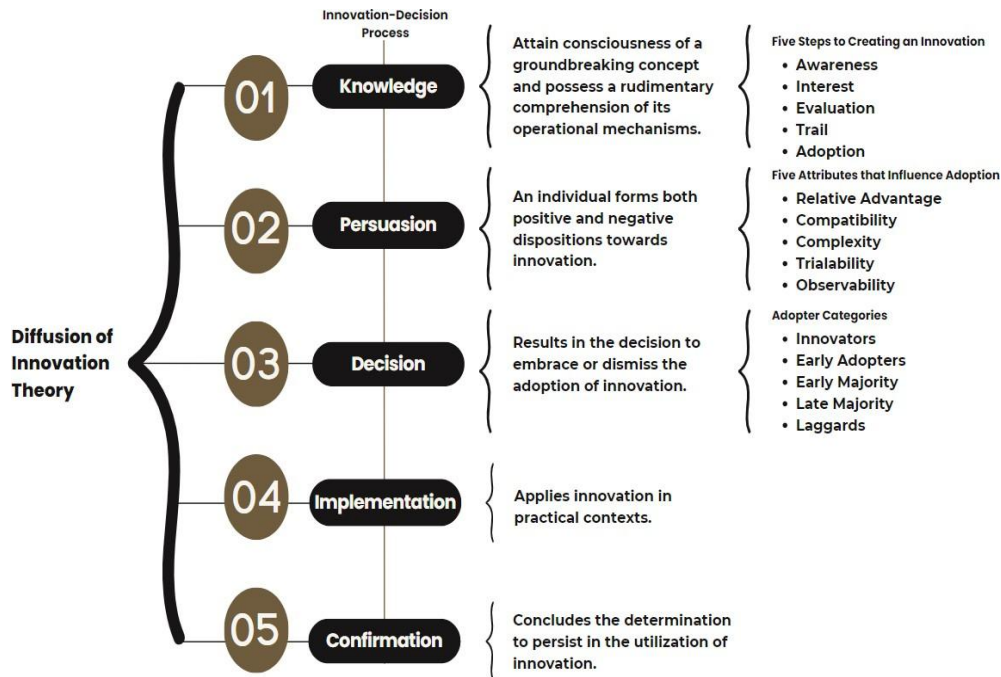 Innovation-Decision
Process
Diffusion of
Innovation
Theory
01
Knowledge
Attain consciousness of a
groundbreaking concept
and possess a rudimentary
comprehension of its
operational mechanisms.
Five Steps to Creating an Innovation
• Awareness
• Interest
• Evaluation
• Trail
• Adoption
02
Persuasion
An individual forms both
positive and negative
dispositions towards
innovation.
Five Attributes that Influence Adoption
• Relative Advantage
• Compatibility
• Complexity
• Trialability
• Observability
03
Decision
Results in the decision to
embrace or dismiss the
adoption of innovation.
Adopter Categories
• Innovators
• Early Adopters
• Early Majority
• Late Majority
• Laggards
04
Implementation
Applies innovation in
practical contexts.
05
Confirmation
Concludes the determination
to persist in the utilization of
innovation.